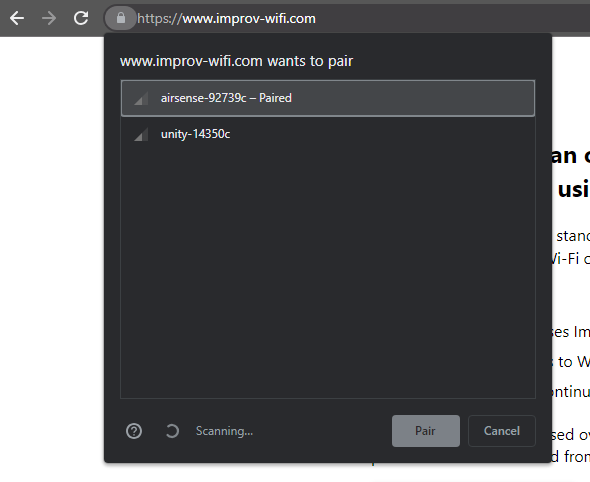 https://www.improv-wifi.com
www.improv-wifi.com wants to pair
airsense-92739c – Paired
unity-14350c
an
usi
stand
Wi-Fi c
ses Im
to W
ontinu
sed ov
d from
Scanning...
Pair
Cancel